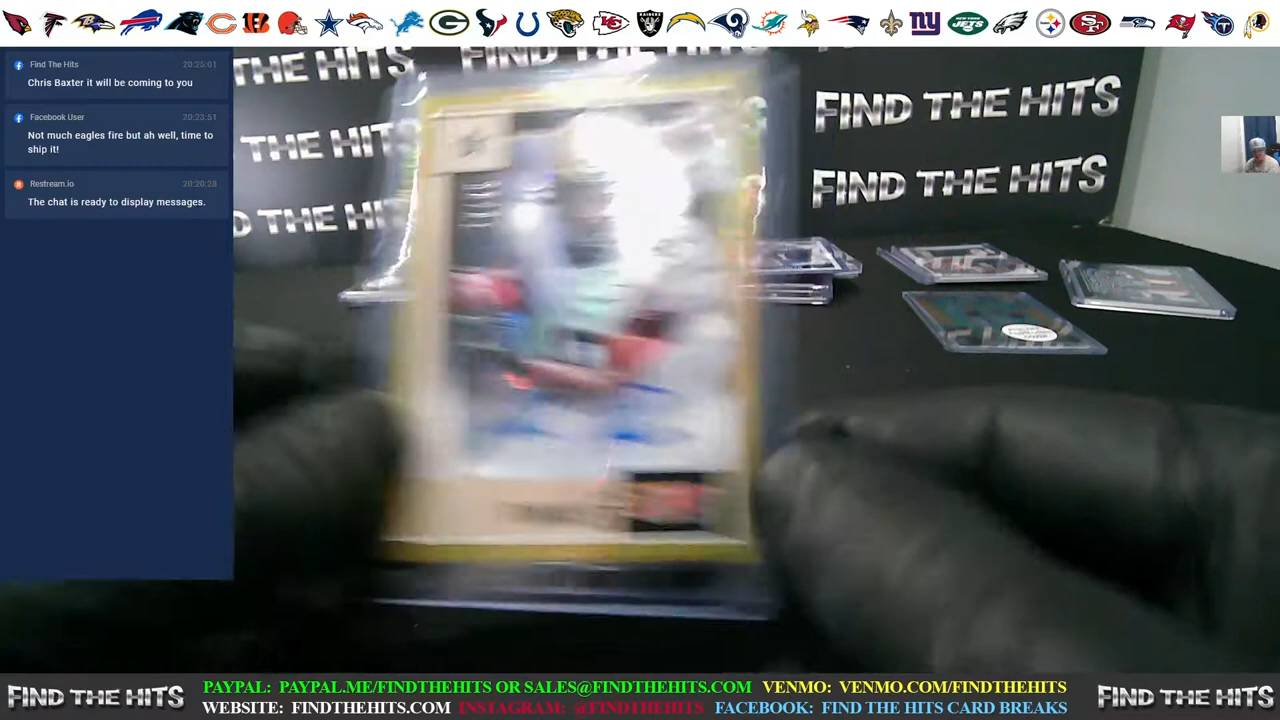 Find The Hits 20:25:01
Chris Baxter it will be coming to you
Facebook User 20:23:51
Not much eagles fire but ah well, time to
ship it!
Restream.io 20:20:28
The chat is ready to display messages.
THE HITS
FIND THE HITS
FIND THE HITS
THE HITS
FIND THE HITS
FIND THE HITS
PAYPAL: PAYPAL.ME/FINDTHEHITS OR SALES@FINDTHEHITS.COM VENMO: VENMO.COM/FINDTHEHITS
WEBSITE: FINDTHEHITS.COM INSTAGRAM: @FINDTHEHITS FACEBOOK: FIND THE HITS CARD BREAKS
FIND THE HITS